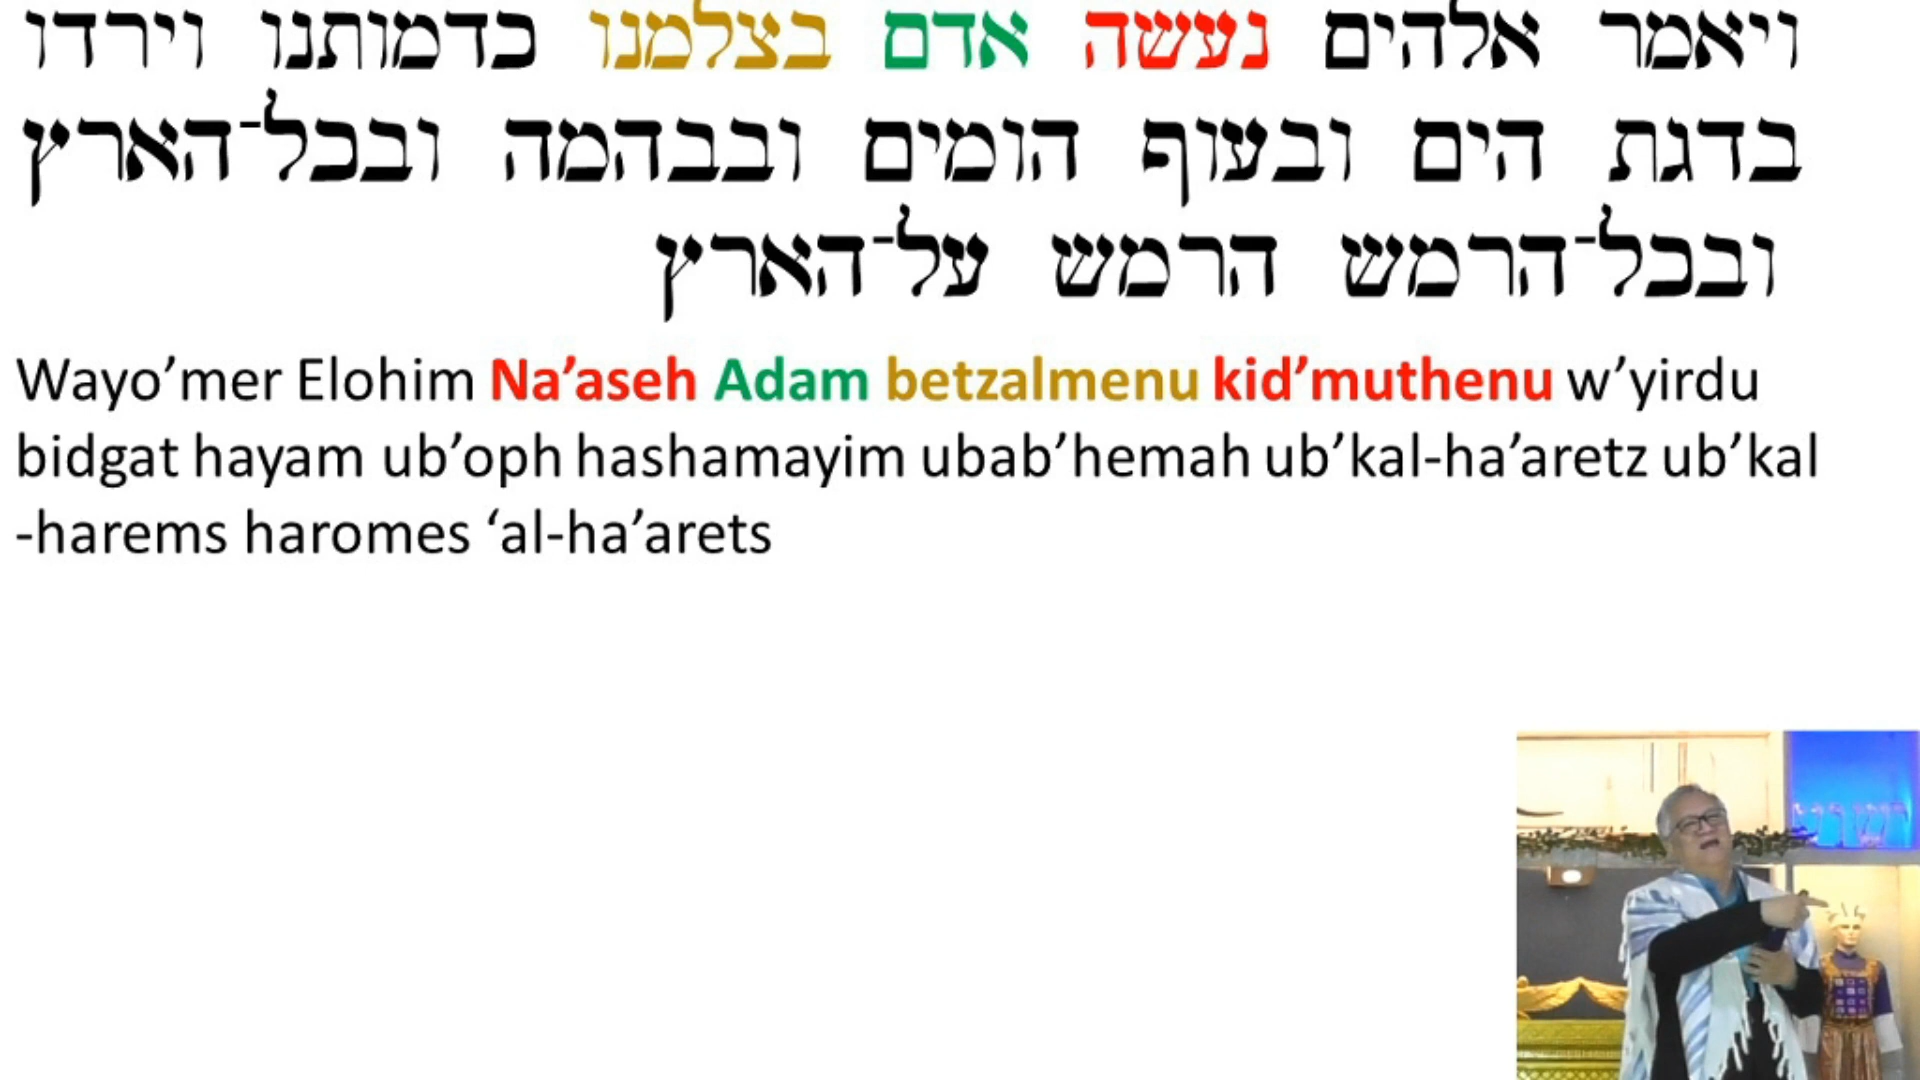 ויאמר אלהים נעשה אדם בצלמנו כדמותנו וירדו
בדגת הים ובעוף הומים ובבהמה ובכל־הארץ
ובכל־הרמש הרמש על־הארץ
Wayo’mer Elohim Na’aseh Adam betzalmenu kid’muthenu w’yirdu
bidgat hayam ub’oph hashamayim ubab’hemah ub’kal-ha’aretz ub’kal
-harems haromes ‘al-ha’arets